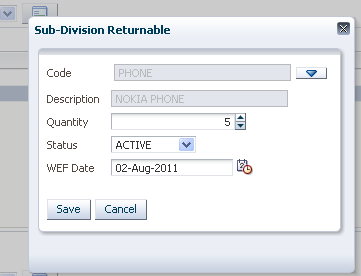 Sub-Division Returnable
Code PHONE
Description NOKIA PHONE
Quantity 5
Status ACTIVE
WEF Date 02-Aug-2011
Save Cancel